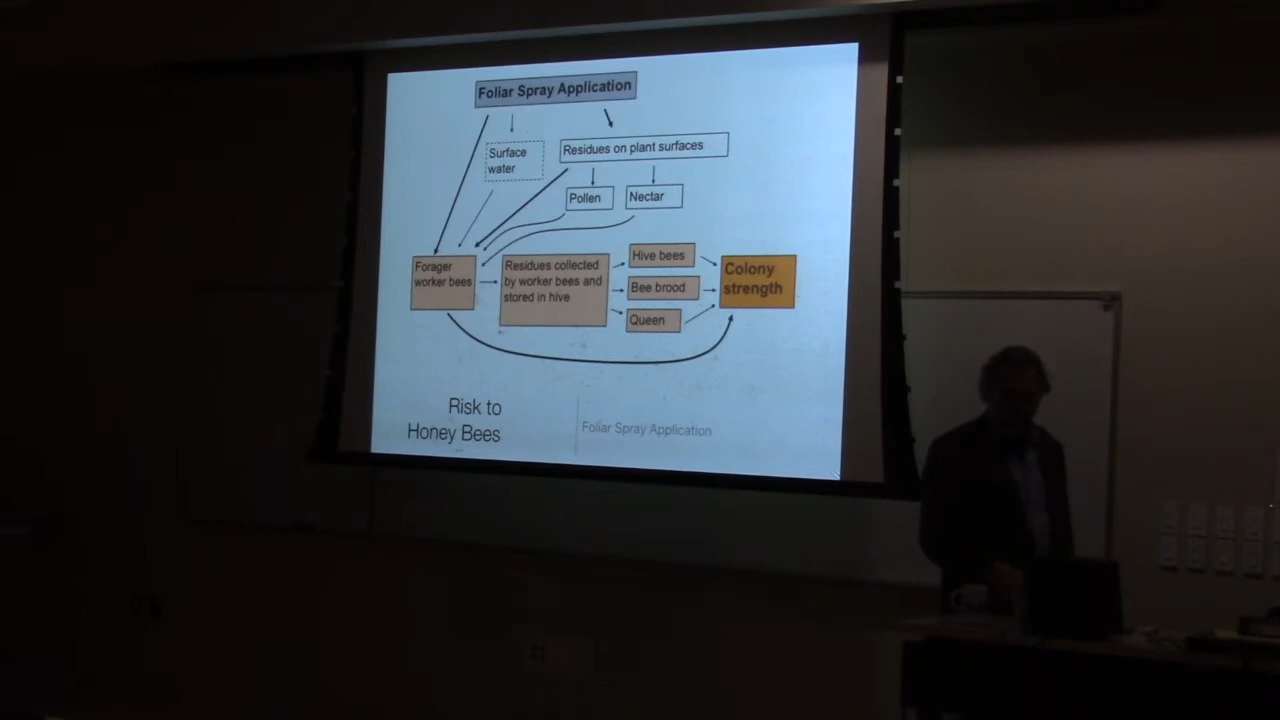 Foliar Spray Application
Surface
water
Residues on plant surfaces
Pollen
Nectar
Forager
worker bees
Residues collected
by worker bees and
stored in hive
Hive bees
Bee brood
Queen
Colony
strength
Risk to
Honey Bees
Foliar Spray Application